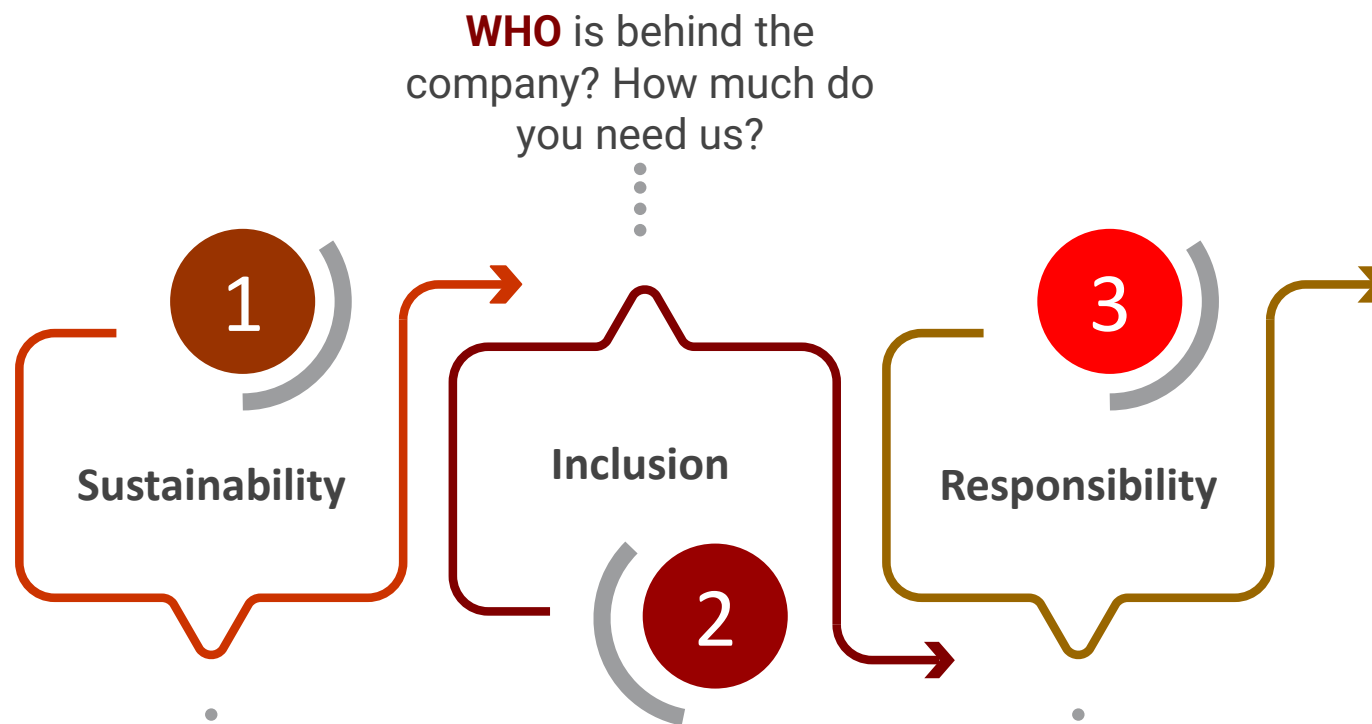 WHO is behind the
company? How much do
you need us?
1
Sustainability
Inclusion
2
3
Responsibility